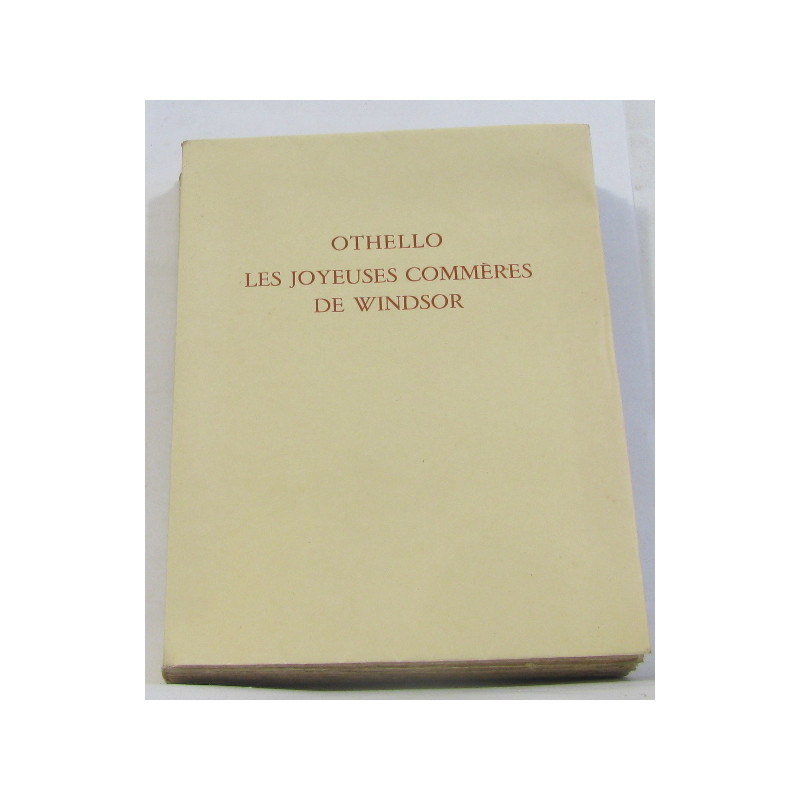 OTHELLO
LES JOYEUSES COMMÈRES
DE WINDSOR